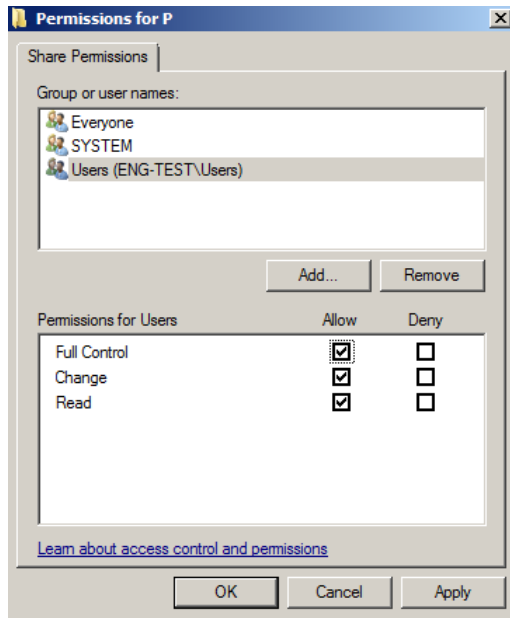 Permissions for P
Share Permissions
Group or user names:
Everyone
SYSTEM
Users (ENG-TEST\Users)
Add... Remove
Permissions for Users Allow Deny
Full Control
Change
Read
Learn about access control and permissions
OK Cancel Apply